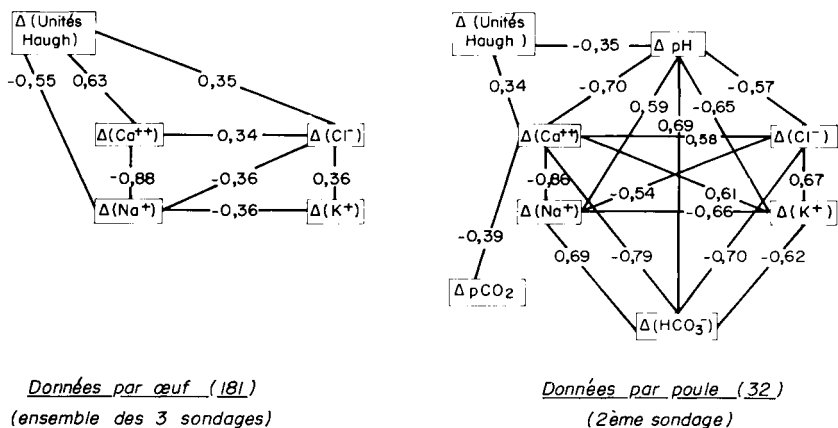 Δ (Unités
Haugh)
-0,55
0,63
0,35
Δ(Ca++)
0,34
Δ(Cl-)
-0,88
-0,36
0,36
Δ(Na+)
-0,36
Δ(K+)
Données par œuf (181)
(ensemble des 3 sondages)
Δ (Unités
Haugh)
-0,35
Δ pH
0,34
-0,70
0,59
-0,65
-0,57
0,69
Δ(Ca++)
0,58
Δ(Cl-)
-0,86
-0,54
0,61
0,67
Δ(Na+)
-0,66
Δ(K+)
-0,39
0,69
-0,79
-0,70
-0,62
Δ pCO2
Δ(HCO3-)
Données par poule (32)
(2ème sondage)